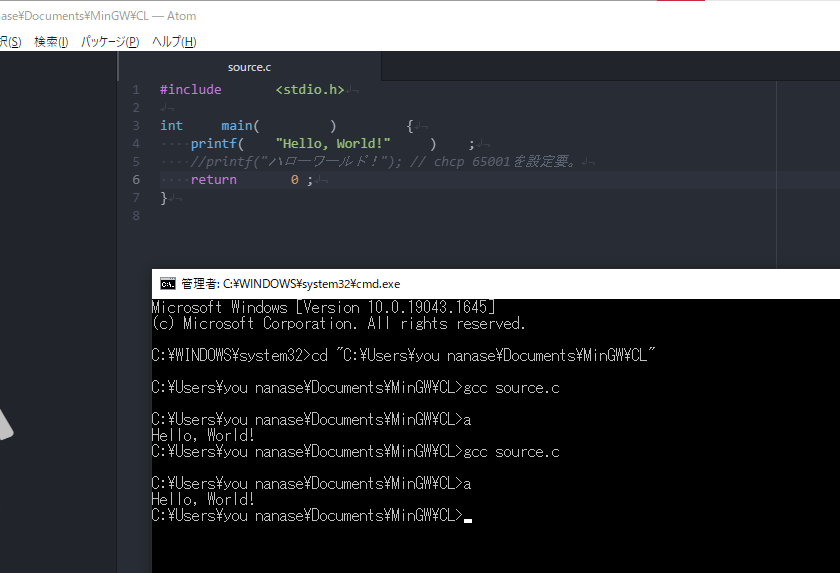 nase¥Documents¥MinGW¥CL — Atom
択(S) 検索(I) パッケージ(P) ヘルプ(H)
source.c
1 #include <stdio.h>
2
3 int main( ) {
4 printf( "Hello, World!" ) ;
5 //printf("ハローワールド！"); // chcp 65001を設定要。
6 return 0 ;
7 }
8
管理者: C:¥WINDOWS¥system32¥cmd.exe
Microsoft Windows [Version 10.0.19043.1645]
(c) Microsoft Corporation. All rights reserved.
C:¥WINDOWS¥system32>cd "C:¥Users¥you nanase¥Documents¥MinGW¥CL"
C:¥Users¥you nanase¥Documents¥MinGW¥CL>gcc source.c
C:¥Users¥you nanase¥Documents¥MinGW¥CL>a
Hello, World!
C:¥Users¥you nanase¥Documents¥MinGW¥CL>gcc source.c
C:¥Users¥you nanase¥Documents¥MinGW¥CL>a
Hello, World!
C:¥Users¥you nanase¥Documents¥MinGW¥CL>